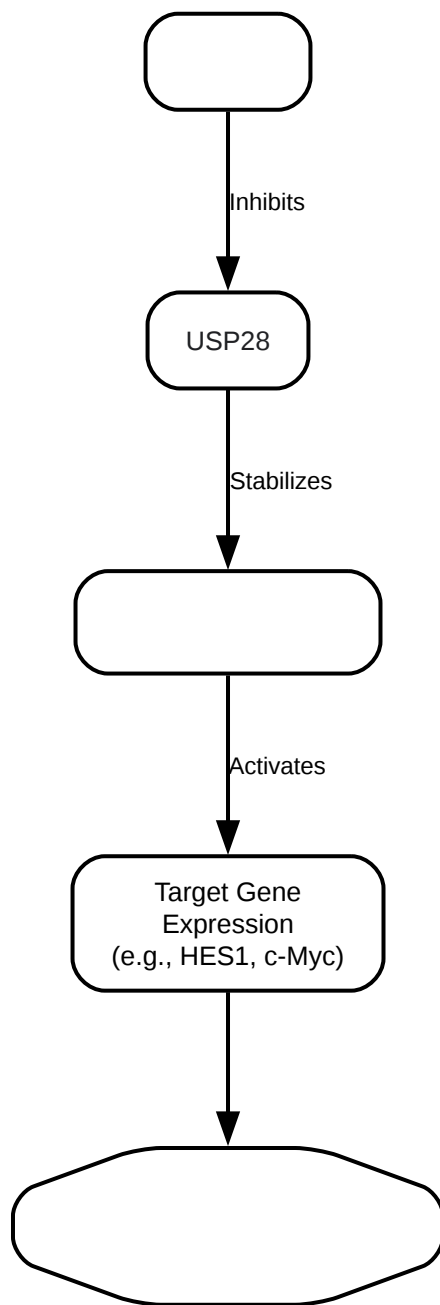 Inhibits
USP28
Stabilizes
Activates
Target Gene
Expression
(e.g., HES1, c-Myc)